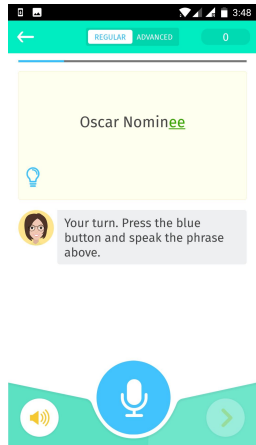 3:48
REGULAR ADVANCED 0
Oscar Nominee
Your turn. Press the blue
button and speak the phrase
above.